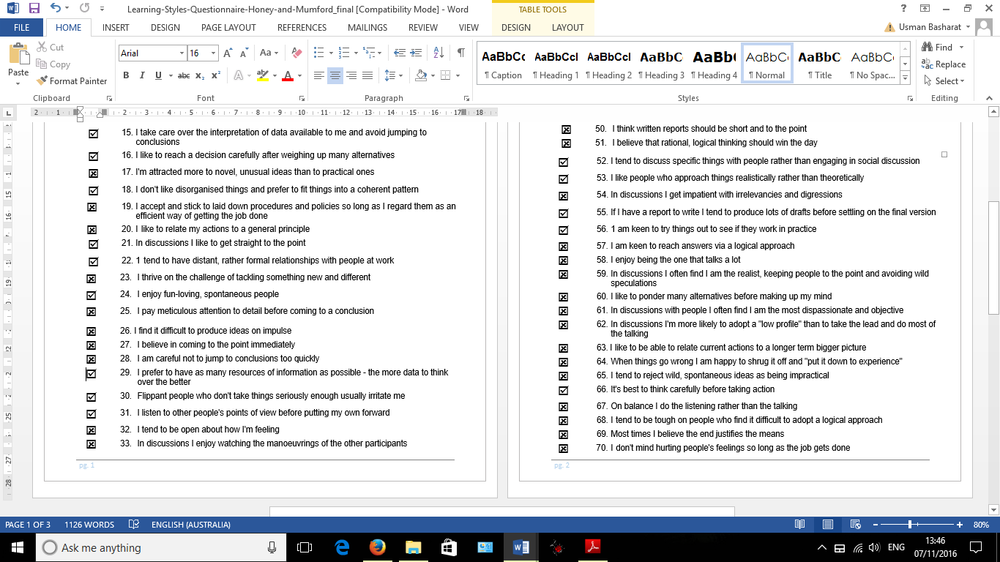 Learning-Styles-Questionnaire-Honey-and-Mumford_final [Compatibility Mode] - Word
TABLE TOOLS
FILE HOME INSERT DESIGN PAGE LAYOUT REFERENCES MAILINGS REVIEW VIEW DESIGN LAYOUT Usman Basharat
Paste
Cut
Copy
Format Painter
Clipboard
Arial 16
Font
Paragraph
AaBbCc AaBbCcI AaBbCcI AaBbC AaBb( AaBbC AaBbC AaBbC
¶ Caption ¶ Heading 1 ¶ Heading 2 ¶ Heading 3 ¶ Heading 4 ¶ Normal ¶ Title ¶ No Spac...
Styles
Find
Replace
Select
Editing
2 1 1 2 3 4 5 6 7 8 9 10 11 12 13 14 15 16 17 18
15. I take care over the interpretation of data available to me and avoid jumping to
conclusions
16. I like to reach a decision carefully after weighing up many alternatives
17. I'm attracted more to novel, unusual ideas than to practical ones
18. I don't like disorganised things and prefer to fit things into a coherent pattern
19. I accept and stick to laid down procedures and policies so long as I regard them as an
efficient way of getting the job done
20. I like to relate my actions to a general principle
21. In discussions I like to get straight to the point
22. 1 tend to have distant, rather formal relationships with people at work
23. I thrive on the challenge of tackling something new and different
24. I enjoy fun-loving, spontaneous people
25. I pay meticulous attention to detail before coming to a conclusion
26. I find it difficult to produce ideas on impulse
27. I believe in coming to the point immediately
28. I am careful not to jump to conclusions too quickly
29. I prefer to have as many resources of information as possible - the more data to think
over the better
30. Flippant people who don't take things seriously enough usually irritate me
31. I listen to other people's points of view before putting my own forward
32. I tend to be open about how I'm feeling
33. In discussions I enjoy watching the manoeuvrings of the other participants
pg. 1
50. I think written reports should be short and to the point
51. I believe that rational, logical thinking should win the day
52. I tend to discuss specific things with people rather than engaging in social discussion
53. I like people who approach things realistically rather than theoretically
54. In discussions I get impatient with irrelevancies and digressions
55. If I have a report to write I tend to produce lots of drafts before settling on the final version
56. 1 am keen to try things out to see if they work in practice
57. I am keen to reach answers via a logical approach
58. I enjoy being the one that talks a lot
59. In discussions I often find I am the realist, keeping people to the point and avoiding wild
speculations
60. I like to ponder many alternatives before making up my mind
61. In discussions with people I often find I am the most dispassionate and objective
62. In discussions I'm more likely to adopt a "low profile" than to take the lead and do most of
the talking
63. I like to be able to relate current actions to a longer term bigger picture
64. When things go wrong I am happy to shrug it off and "put it down to experience"
65. I tend to reject wild, spontaneous ideas as being impractical
66. It's best to think carefully before taking action
67. On balance I do the listening rather than the talking
68. I tend to be tough on people who find it difficult to adopt a logical approach
69. Most times I believe the end justifies the means
70. I don't mind hurting people's feelings so long as the job gets done
pg. 2
PAGE 1 OF 3 1126 WORDS ENGLISH (AUSTRALIA) 80%
Ask me anything
ENG
13:46
07/11/2016